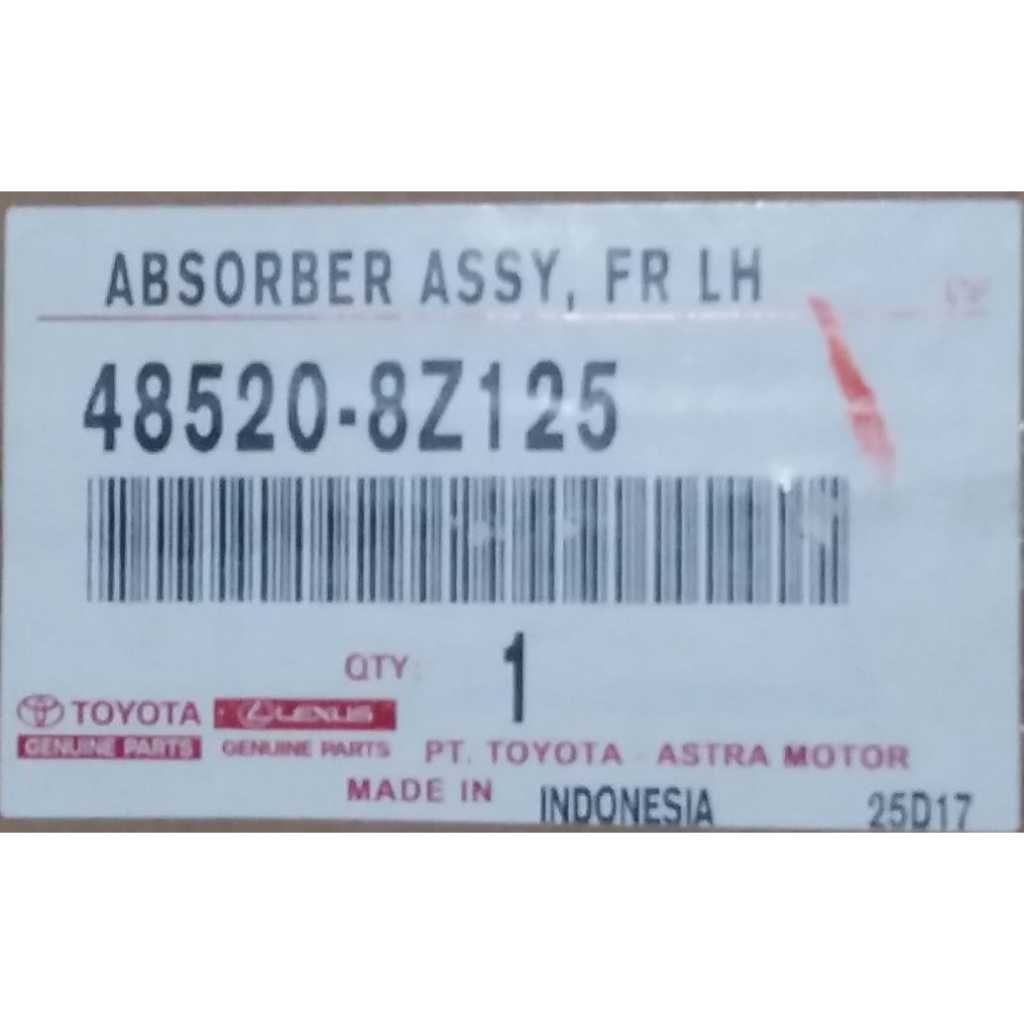 ABSORBER ASSY, FR LH
48520-8Z125
QTY: 1
TOYOTA LEXUS
GENUINE PARTS GENUINE PARTS PT. TOYOTA - ASTRA MOTOR
MADE IN INDONESIA 25D17